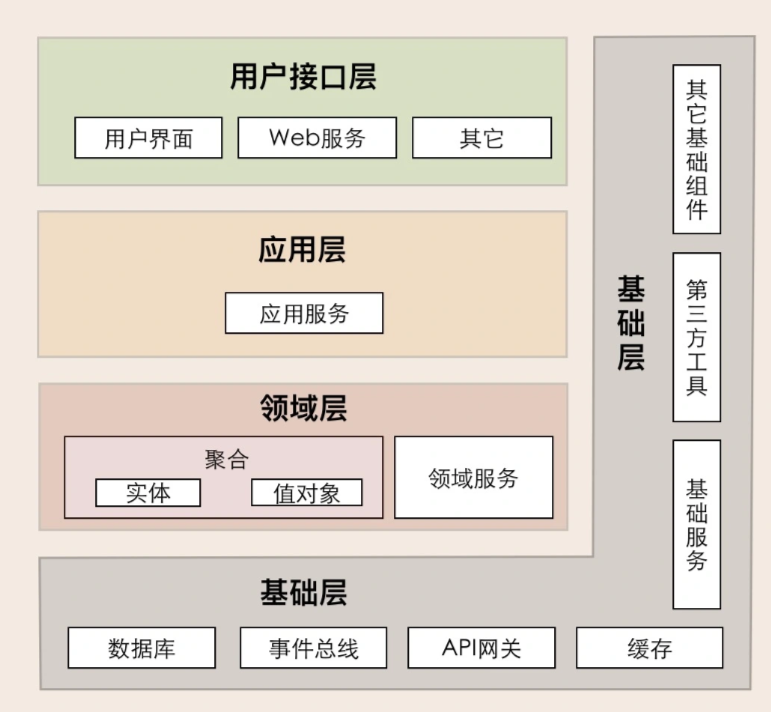 用户接口层
用户界面
Web服务
其它
应用层
应用服务
领域层
聚合
实体
值对象
领域服务
基础层
其它基础组件
第三方工具
基础服务
基础层
数据库
事件总线
API网关
缓存